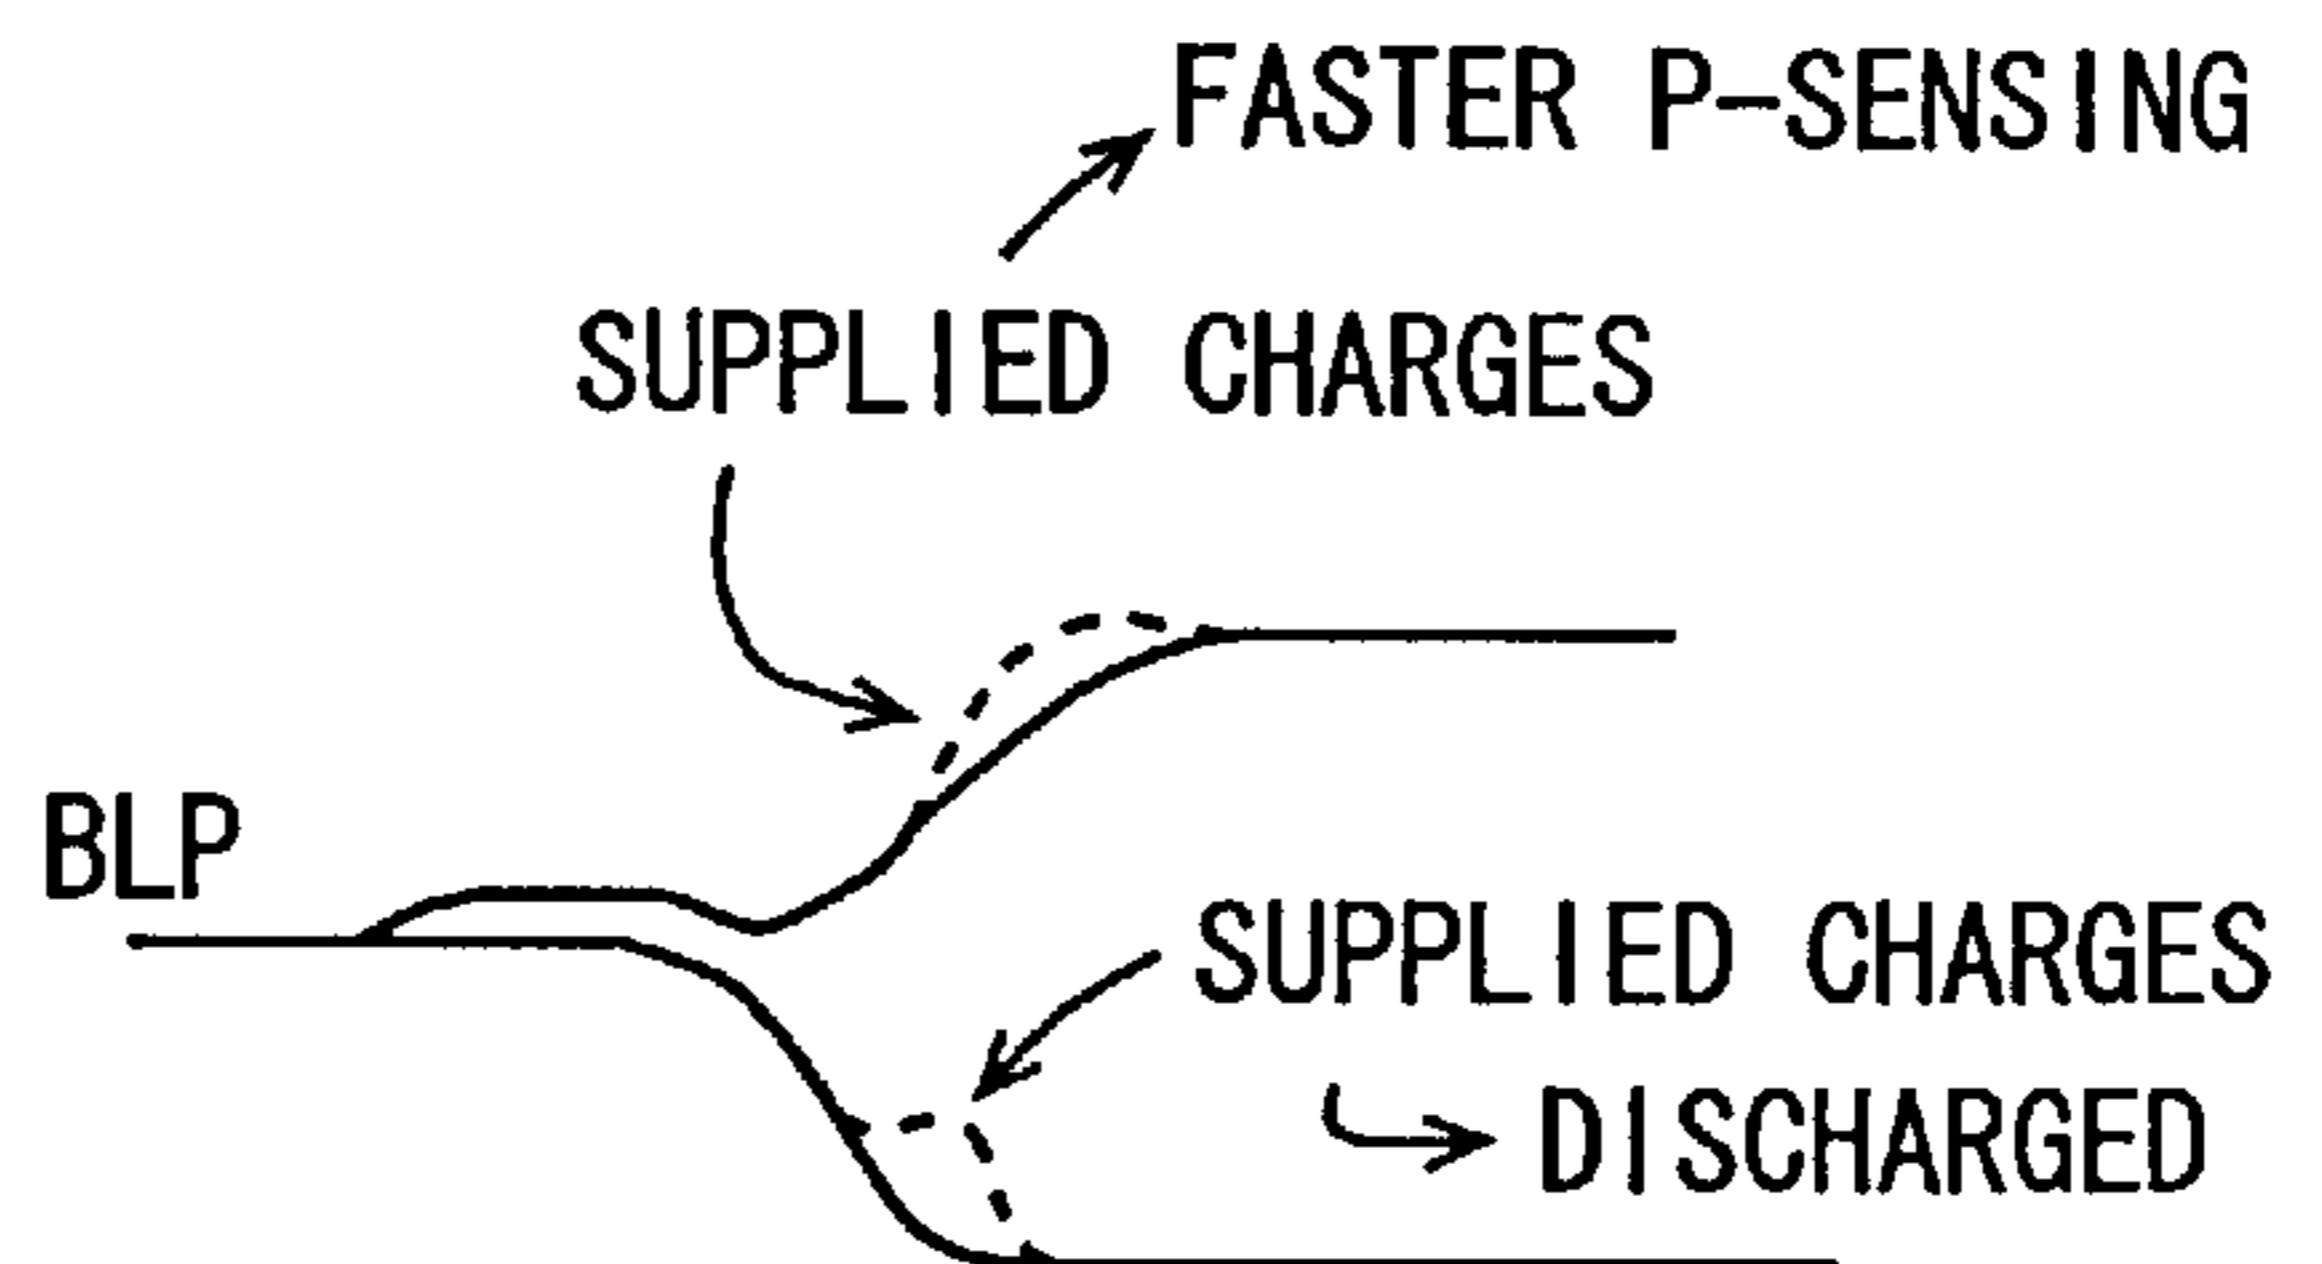 FASTER P-SENSING
SUPPLIED CHARGES
BLP
SUPPLIED CHARGES
DISCHARGED